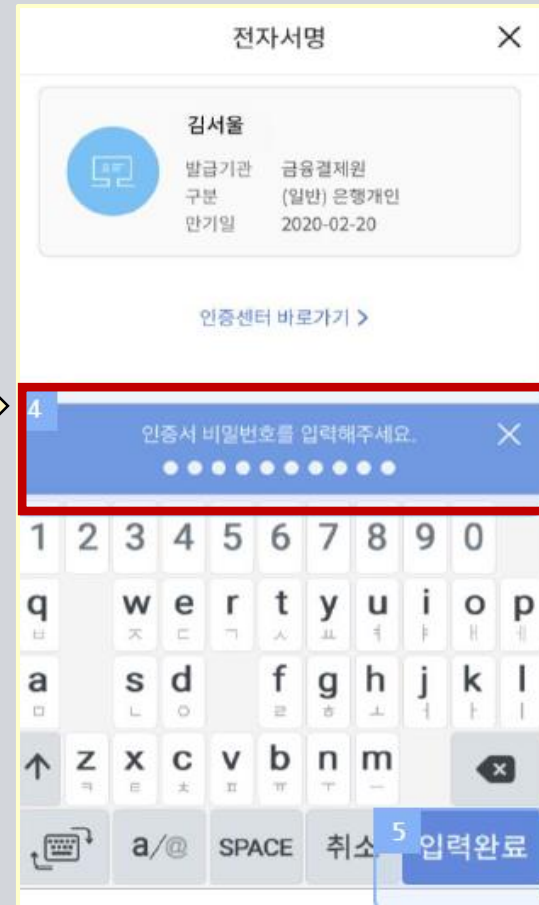 전자서명
김서울
발급기관 금융결제원
구분 (일반) 은행개인
만기일 2020-02-20
인증센터 바로가기 >
4
인증서 비밀번호를 입력해주세요.
1 2 3 4 5 6 7 8 9 0
q w e r t y u i o p
ㅂ ㅈ ㄷ ㄱ ㅅ ㅛ ㅕ ㅑ ㅐ ㅔ
a s d f g h j k l
ㅁ ㄴ ㅇ ㄹ ㅎ ㅗ ㅓ ㅏ ㅣ
z x c v b n m
ㅋ ㅌ ㅊ ㅍ ㅠ ㅜ ㅡ
a/@ SPACE 취소 5 입력완료